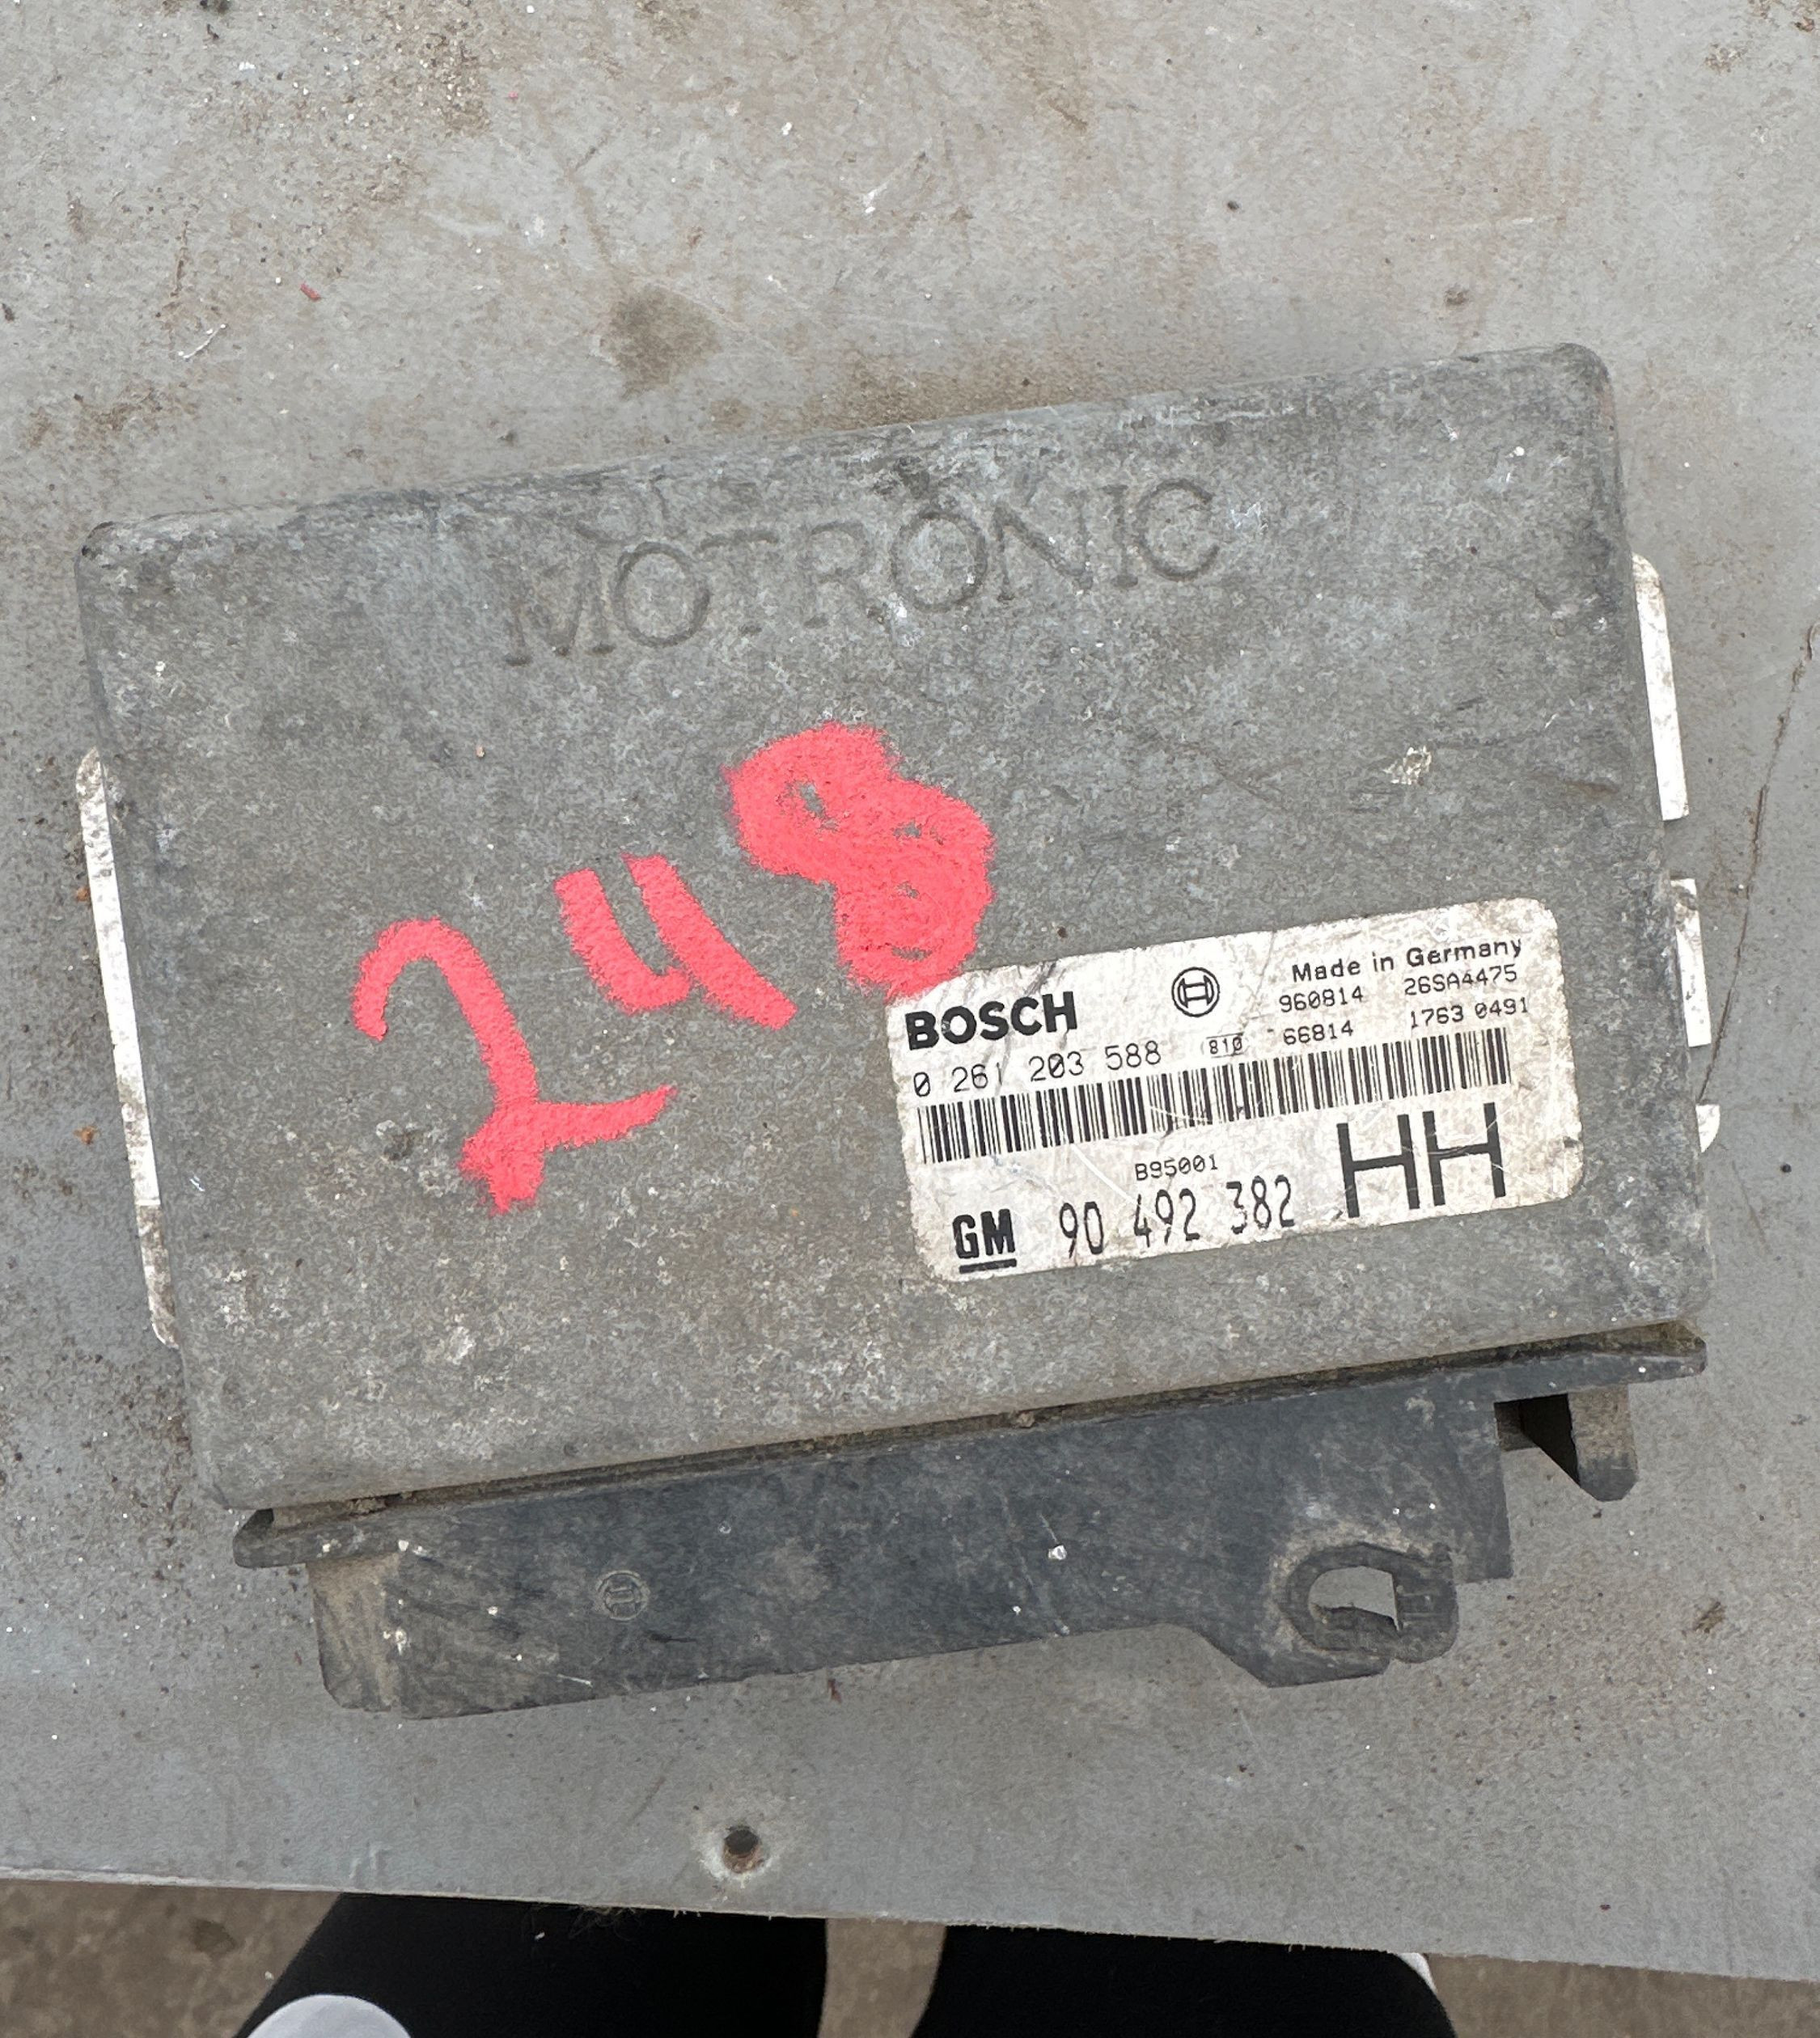 MOTRONIC
248
BOSCH
Made in Germany
960814 26SA4475
0 261 203 588 810 66814 1763 0491
B95001
GM 90 492 382 HH